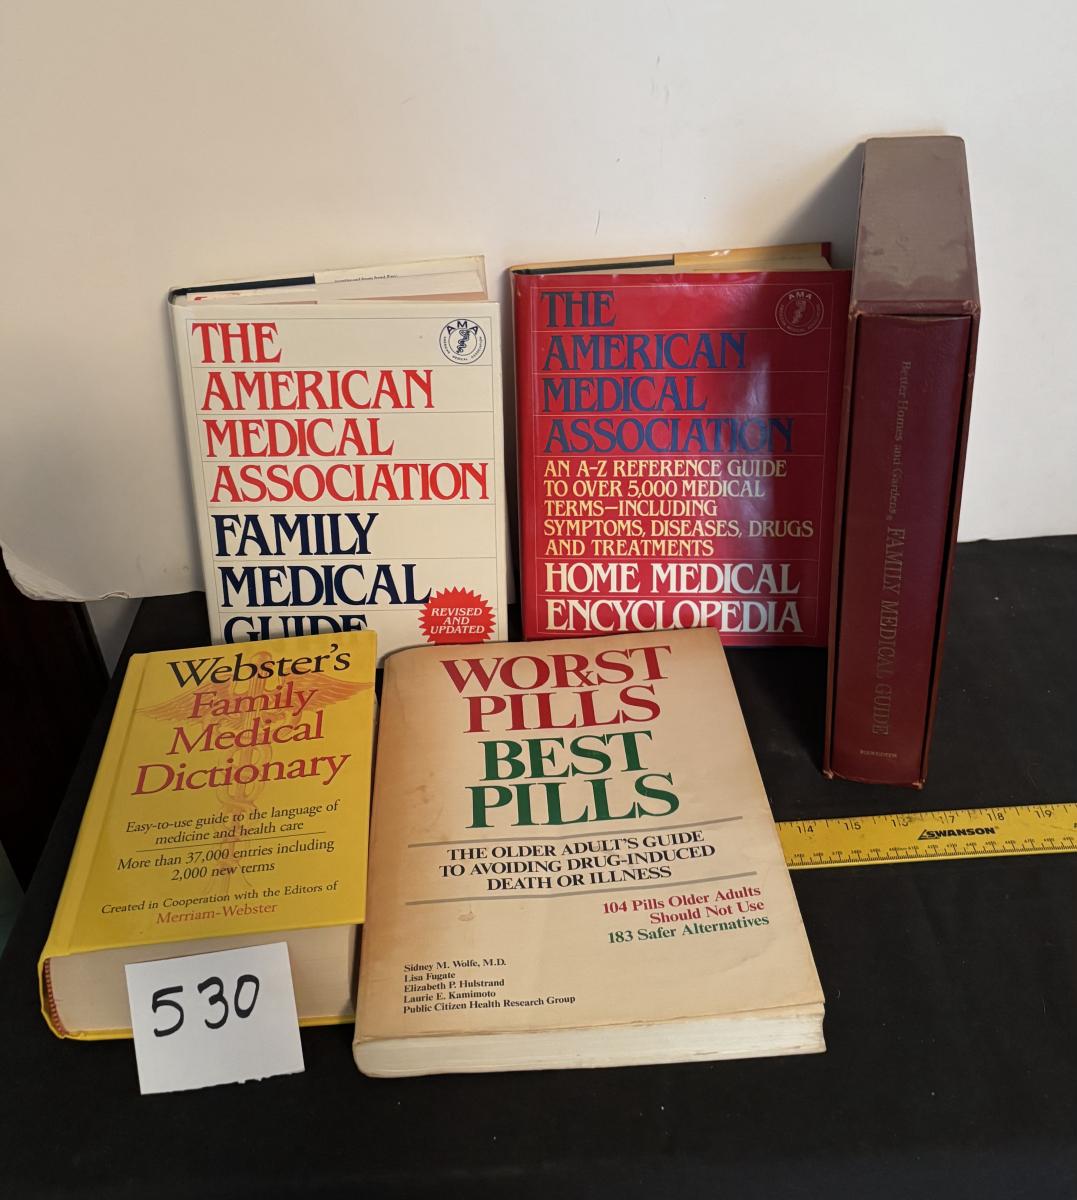 THE
AMERICAN
MEDICAL
ASSOCIATION
FAMILY
MEDICAL
GUIDE
REVISED
AND
UPDATED
AMA
THE
AMERICAN
MEDICAL
ASSOCIATION
AN A-Z REFERENCE GUIDE
TO OVER 5,000 MEDICAL
TERMS—INCLUDING
SYMPTOMS, DISEASES, DRUGS
AND TREATMENTS
HOME MEDICAL
ENCYCLOPEDIA
AMA
Better Homes and Gardens® FAMILY MEDICAL GUIDE
Webster's
Family
Medical
Dictionary
Easy-to-use guide to the language of
medicine and health care
More than 37,000 entries including
2,000 new terms
Created in Cooperation with the Editors of
Merriam-Webster
530
WORST
PILLS
BEST
PILLS
THE OLDER ADULT'S GUIDE
TO AVOIDING DRUG-INDUCED
DEATH OR ILLNESS
104 Pills Older Adults
Should Not Use
183 Safer Alternatives
Sidney M. Wolfe, M.D.
Lisa Fugate
Elizabeth P. Hulstrand
Laurie E. Kamimoto
Public Citizen Health Research Group
14 15 16 17 18 19
SWANSON